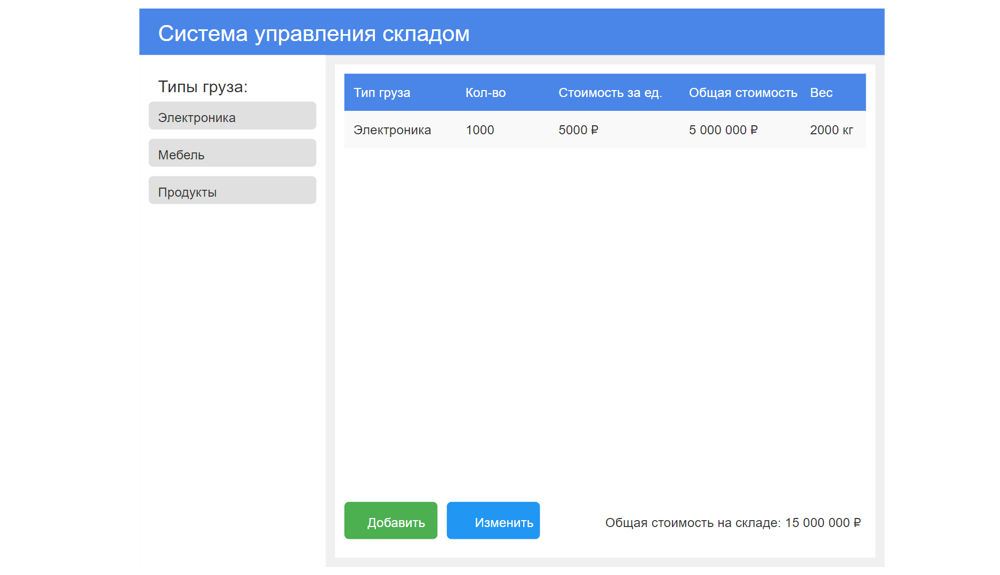 Система управления складом
Типы груза:
Электроника
Мебель
Продукты
Тип груза Кол-во Стоимость за ед. Общая стоимость Вес
Электроника 1000 5000 ₽ 5 000 000 ₽ 2000 кг
Добавить Изменить Общая стоимость на складе: 15 000 000 ₽